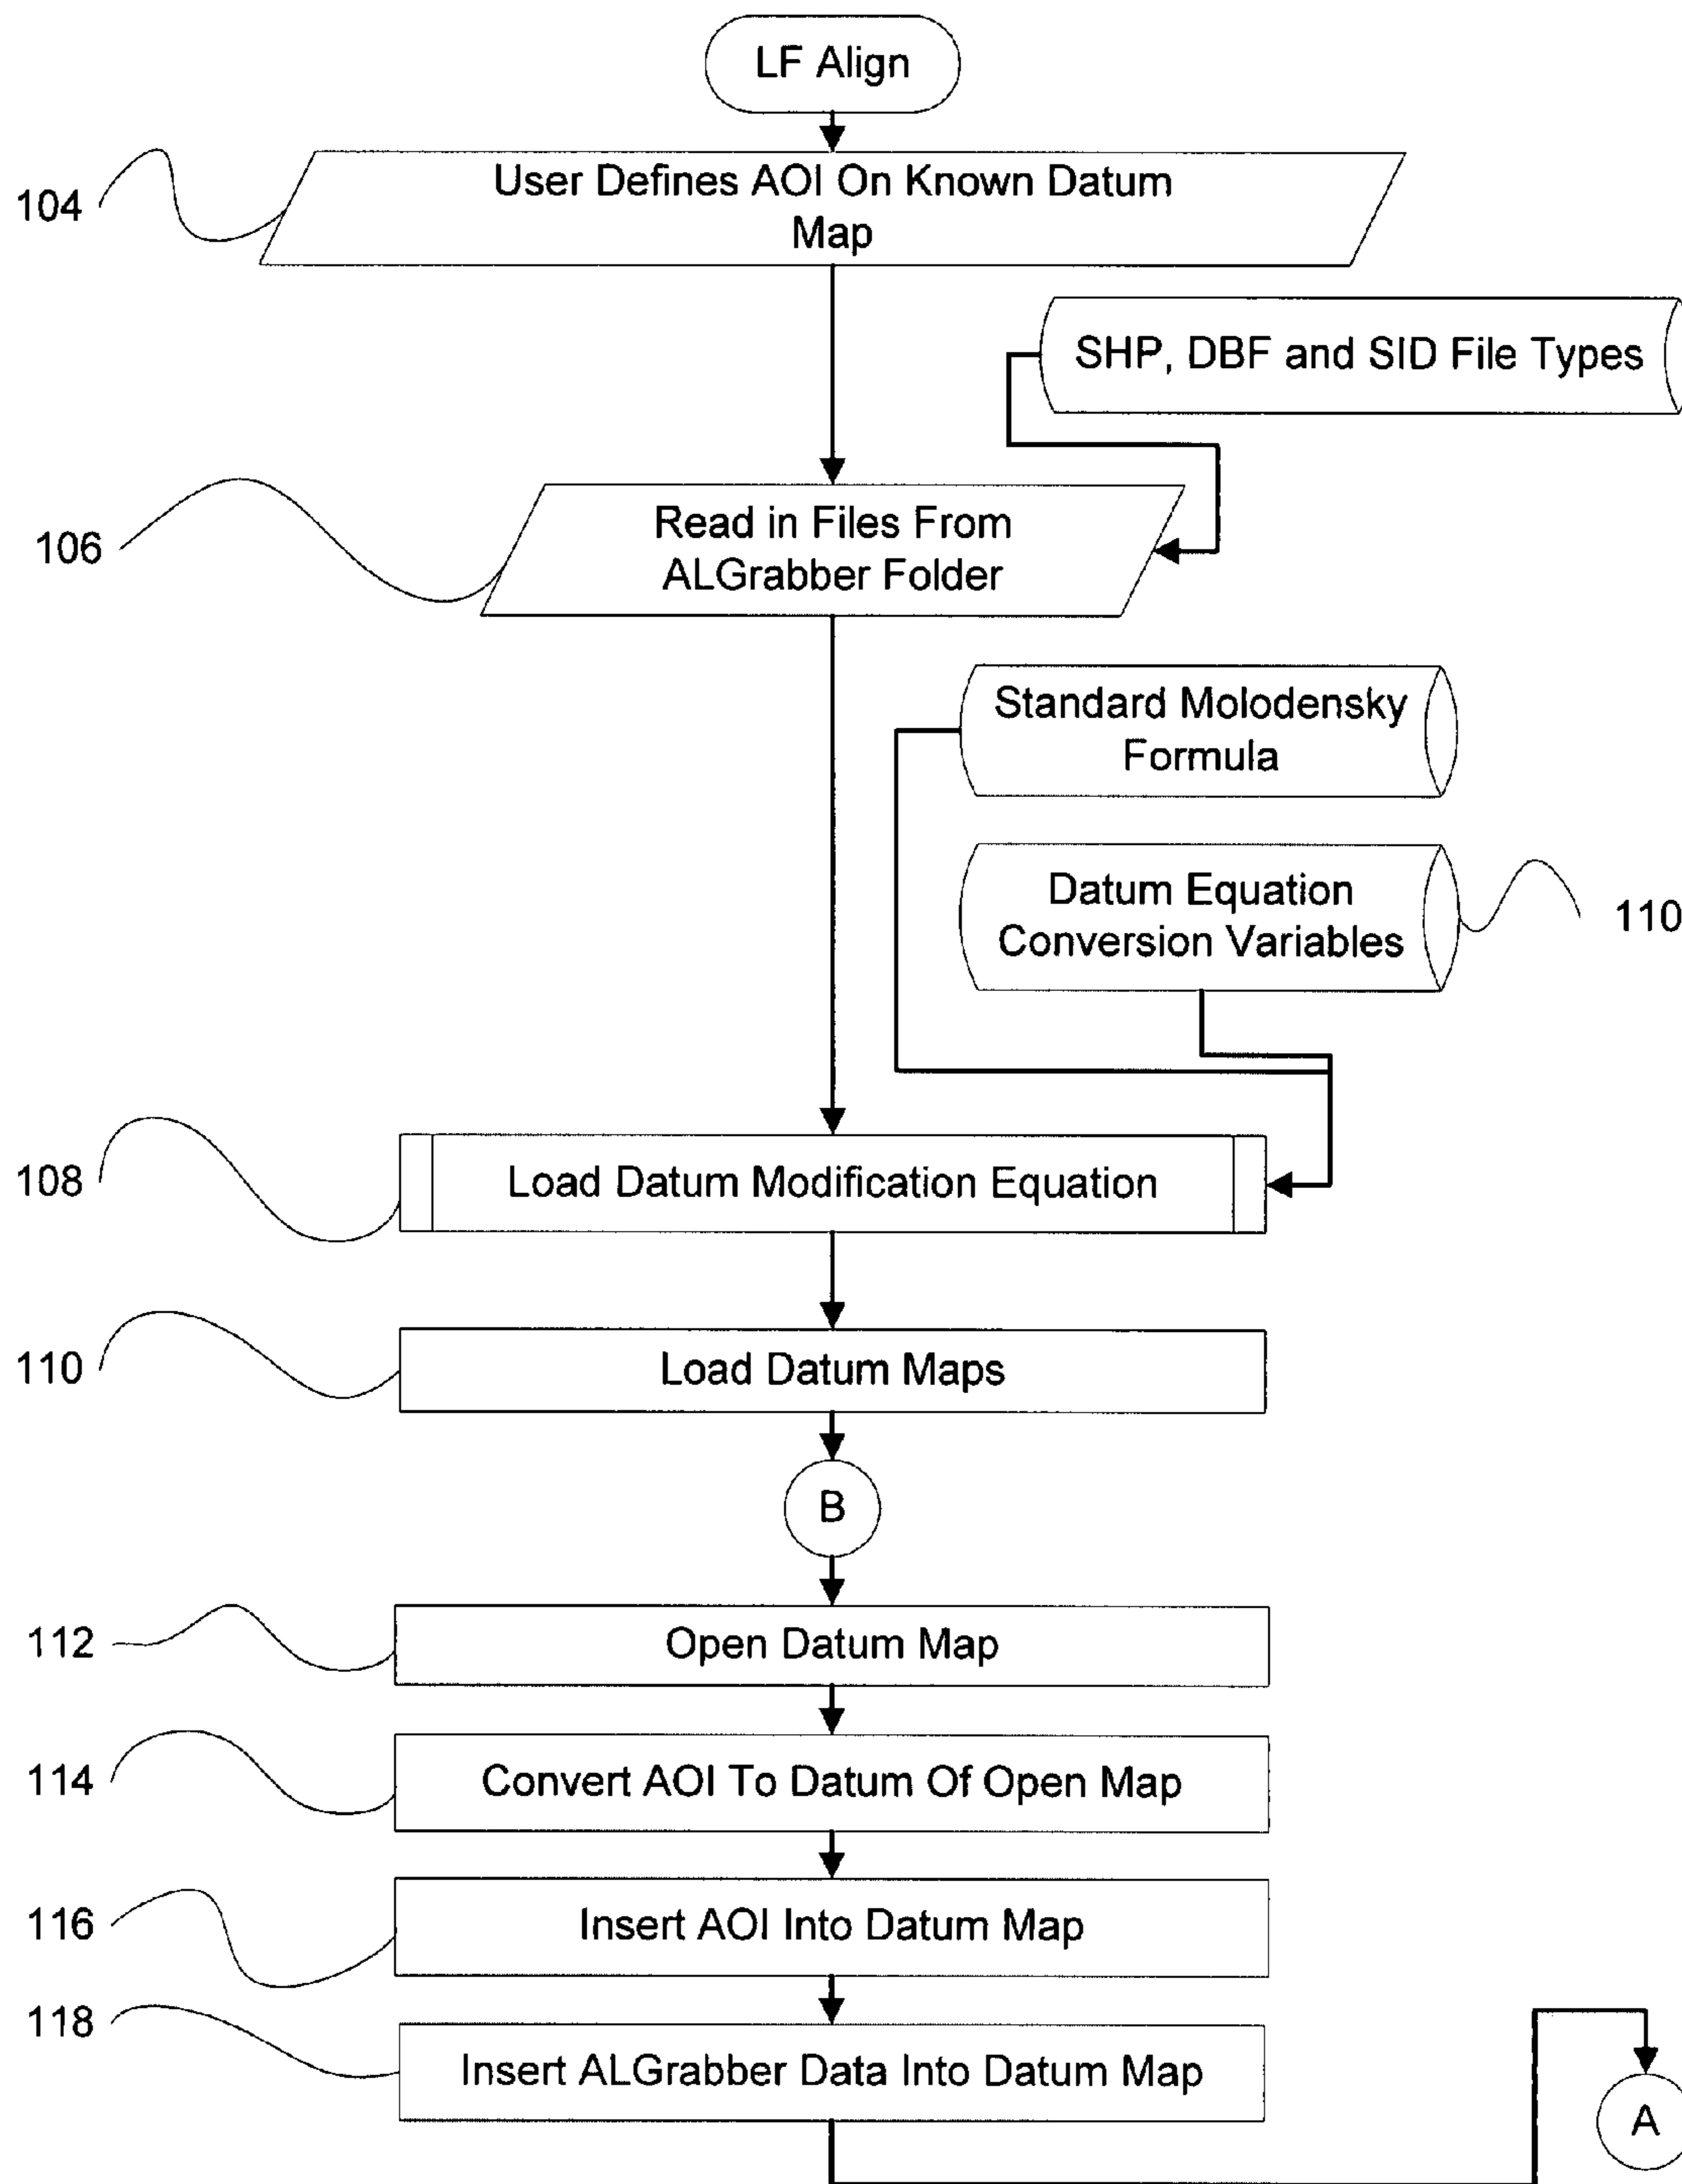 LF Align
104
User Defines AOI On Known Datum
Map
SHP, DBF and SID File Types
106
Read in Files From
ALGrabber Folder
Standard Molodensky
Formula
Datum Equation
Conversion Variables
110
108
Load Datum Modification Equation
110
Load Datum Maps
B
112
Open Datum Map
114
Convert AOI To Datum Of Open Map
116
Insert AOI Into Datum Map
118
Insert ALGrabber Data Into Datum Map
A